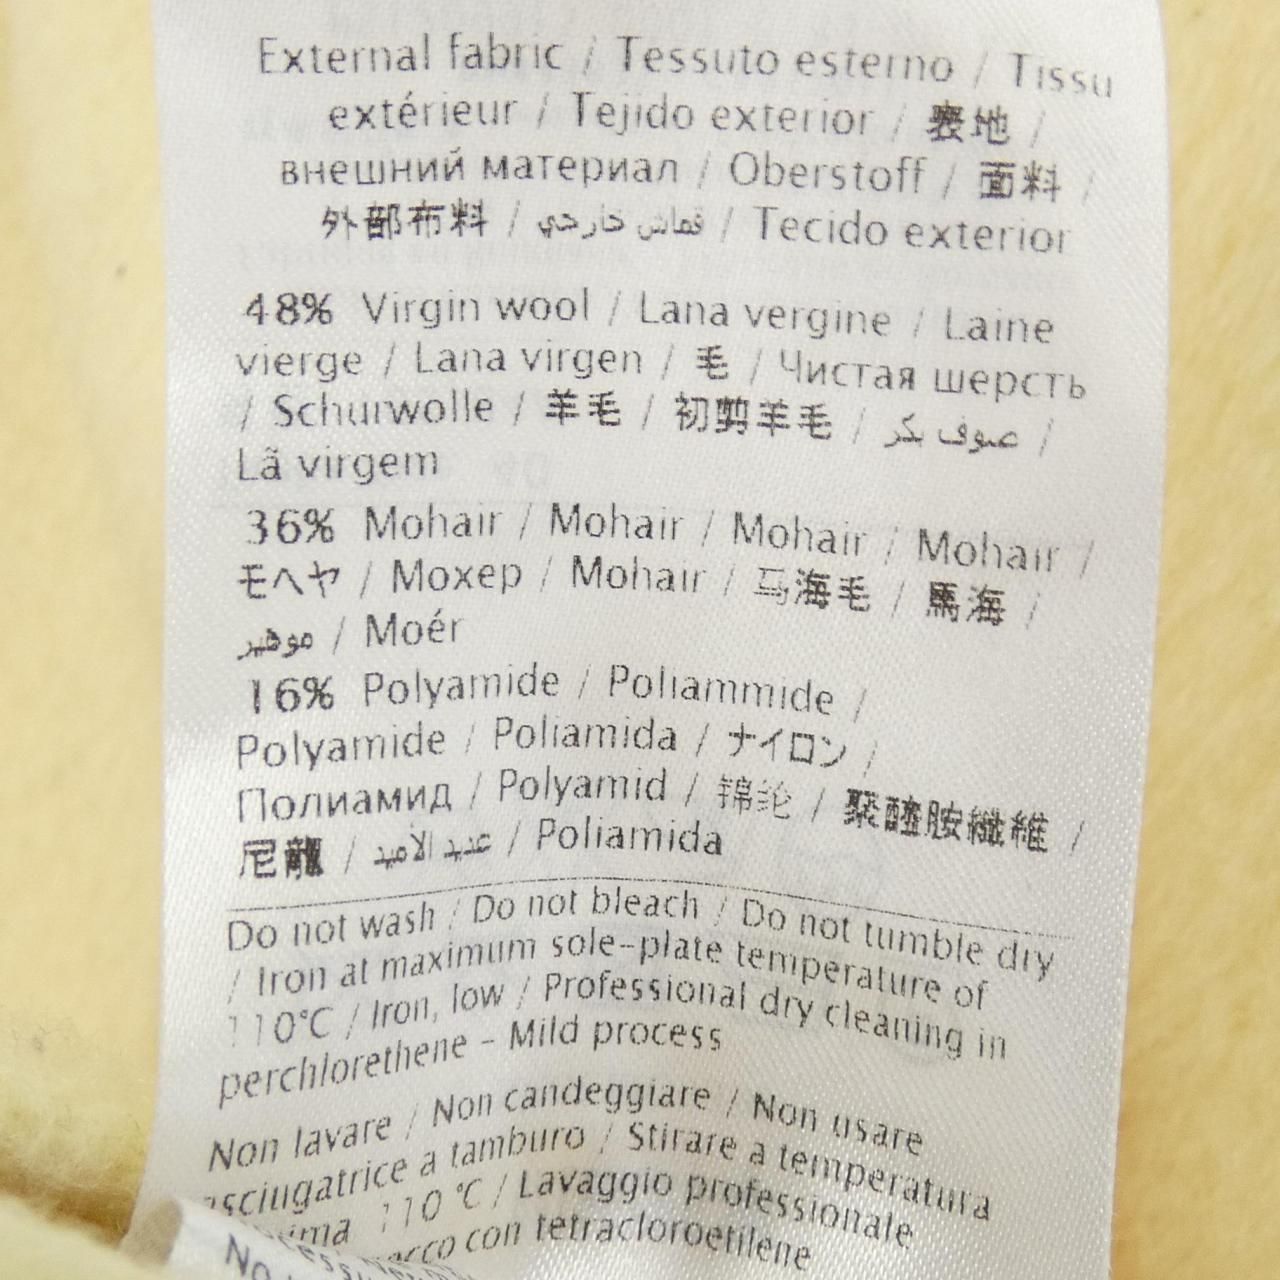 External fabric / Tessuto esterno / Tissu
extérieur / Tejido exterior / 表地 /
внешний материал / Oberstoff / 面料 /
外部布料 / قماش خارجي / Tecido exterior
48% Virgin wool / Lana vergine / Laine
vierge / Lana virgen / 毛 / Чистая шерсть
/ Schurwolle / 羊毛 / 初剪羊毛 / صوف بكر /
Lã virgem
36% Mohair / Mohair / Mohair / Mohair /
モヘヤ / Мохер / Mohair / 马海毛 / 馬海 /
موهير / Moér
16% Polyamide / Poliammide /
Polyamide / Poliamida / ナイロン /
Полиамид / Polyamid / 锦纶 / 聚醯胺纖維 /
尼龍 / عديد الأميد / Poliamida
Do not wash / Do not bleach / Do not tumble dry
/ Iron at maximum sole-plate temperature of
110°C / Iron, low / Professional dry cleaning in
perchlorethene - Mild process
Non lavare / Non candeggiare / Non usare
asciugatrice a tamburo / Stirare a temperatura
110 °C / Lavaggio professionale
con tetracloroetilene
No